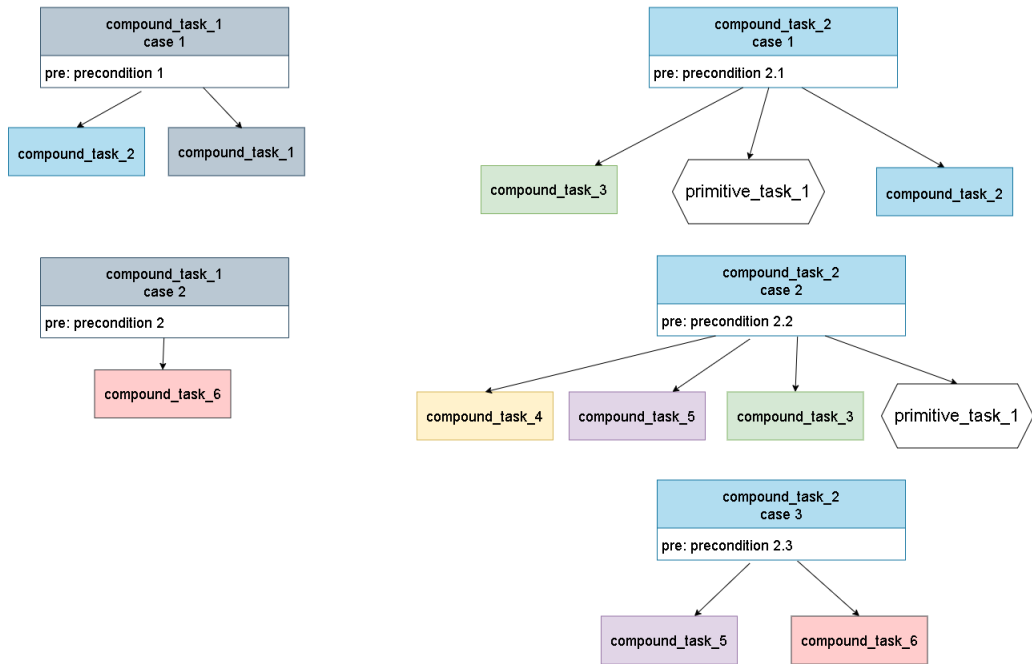 compound_task_1
case 1
pre: precondition 1
compound_task_2
compound_task_1
compound_task_1
case 2
pre: precondition 2
compound_task_6
compound_task_2
case 1
pre: precondition 2.1
compound_task_3
primitive_task_1
compound_task_2
compound_task_2
case 2
pre: precondition 2.2
compound_task_4
compound_task_5
compound_task_3
primitive_task_1
compound_task_2
case 3
pre: precondition 2.3
compound_task_5
compound_task_6